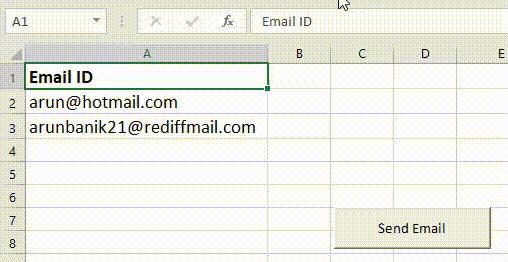 A1 fx Email ID
A B C D E
1 Email ID
2 arun@hotmail.com
3 arunbanik21@rediffmail.com
4
5
6
7 Send Email
8